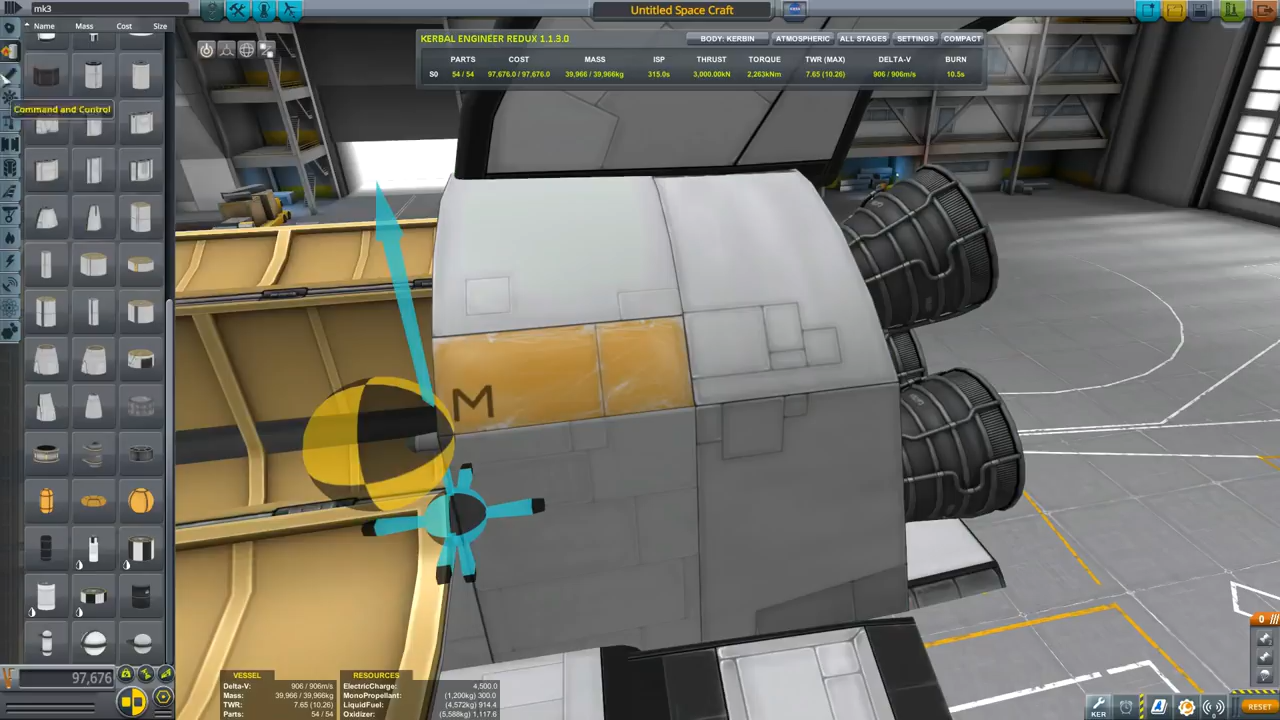 mk3
Untitled Space Craft
Name Mass Cost Size
KERBAL ENGINEER REDUX 1.1.3.0 BODY: KERBIN ATMOSPHERIC ALL STAGES SETTINGS COMPACT
PARTS COST MASS ISP THRUST TORQUE TWR (MAX) DELTA-V BURN
S0 54 / 54 97,676.0 / 97,676.0 39,966 / 39,966kg 315.0s 3,000.00kN 2,263kNm 7.65 (10.26) 906 / 906m/s 10.5s
Command and Control
M
0
97,676
VESSEL
Delta-V: 906 / 906m/s
Mass: 39,966 / 39,966kg
TWR: 7.65 (10.26)
Parts: 54 / 54
RESOURCES
ElectricCharge: 4,500.0
MonoPropellant: (1,200kg) 300.0
LiquidFuel: (4,572kg) 914.4
Oxidizer: (5,588kg) 1,117.6
KER
RESET